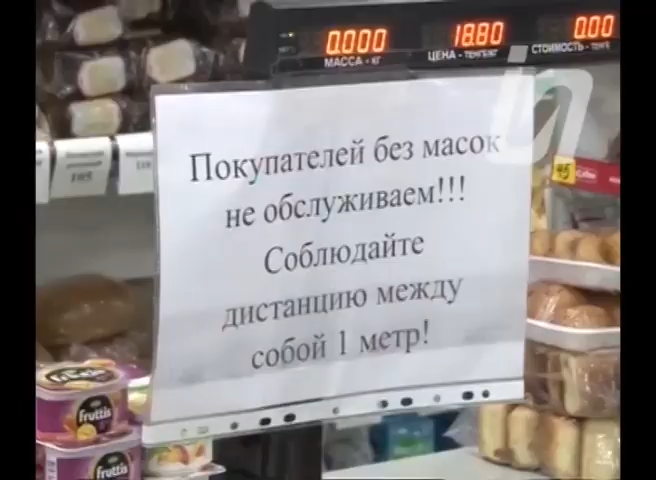 0.000 18.80 0.00
МАССА - КГ ЦЕНА - ТЕНГЕ/КГ СТОИМОСТЬ - ТЕНГЕ
Покупателей без масок
не обслуживаем!!!
Соблюдайте
дистанцию между
собой 1 метр!
Fruttis
Fruttis